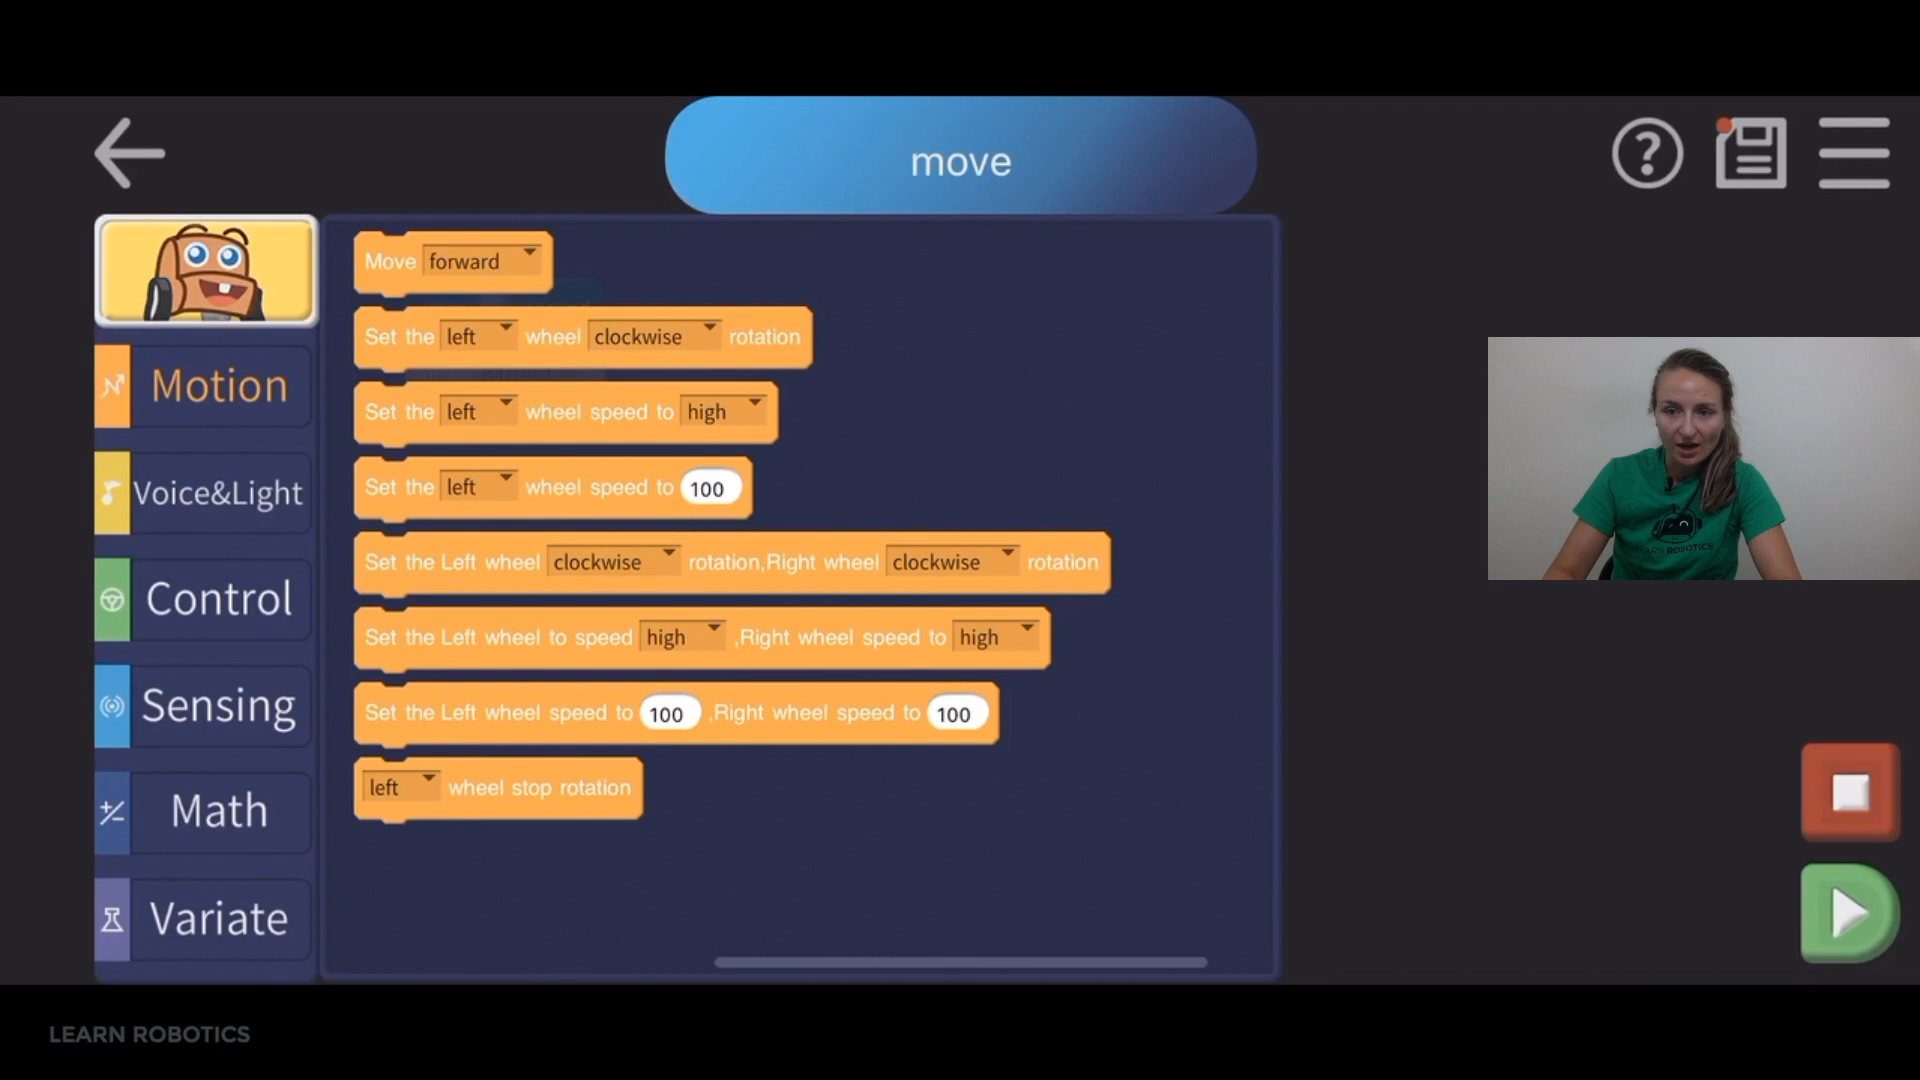 move
Move forward
Set the left wheel clockwise rotation
Set the left wheel speed to high
Set the left wheel speed to 100
Set the Left wheel clockwise rotation,Right wheel clockwise rotation
Set the Left wheel to speed high ,Right wheel speed to high
Set the Left wheel speed to 100 ,Right wheel speed to 100
left wheel stop rotation
Motion
Voice&Light
Control
Sensing
Math
Variate
LEARN ROBOTICS
LEARN ROBOTICS